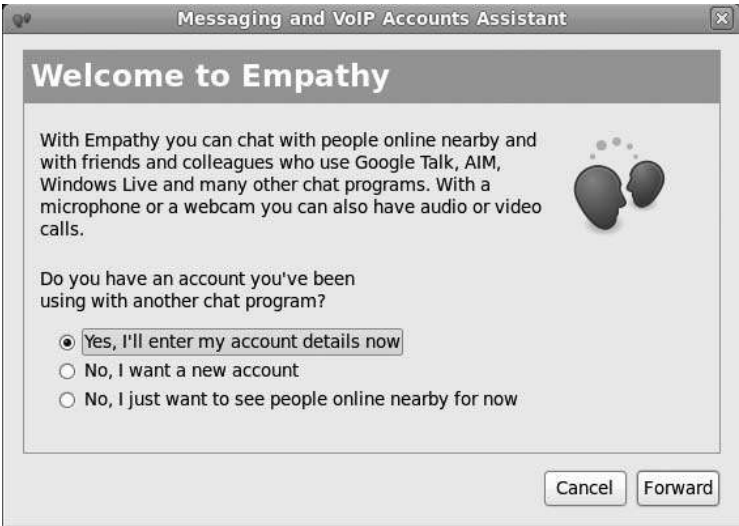 Messaging and VoIP Accounts Assistant
Welcome to Empathy
With Empathy you can chat with people online nearby and
with friends and colleagues who use Google Talk, AIM,
Windows Live and many other chat programs. With a
microphone or a webcam you can also have audio or video
calls.
Do you have an account you've been
using with another chat program?
Yes, I'll enter my account details now
No, I want a new account
No, I just want to see people online nearby for now
Cancel Forward